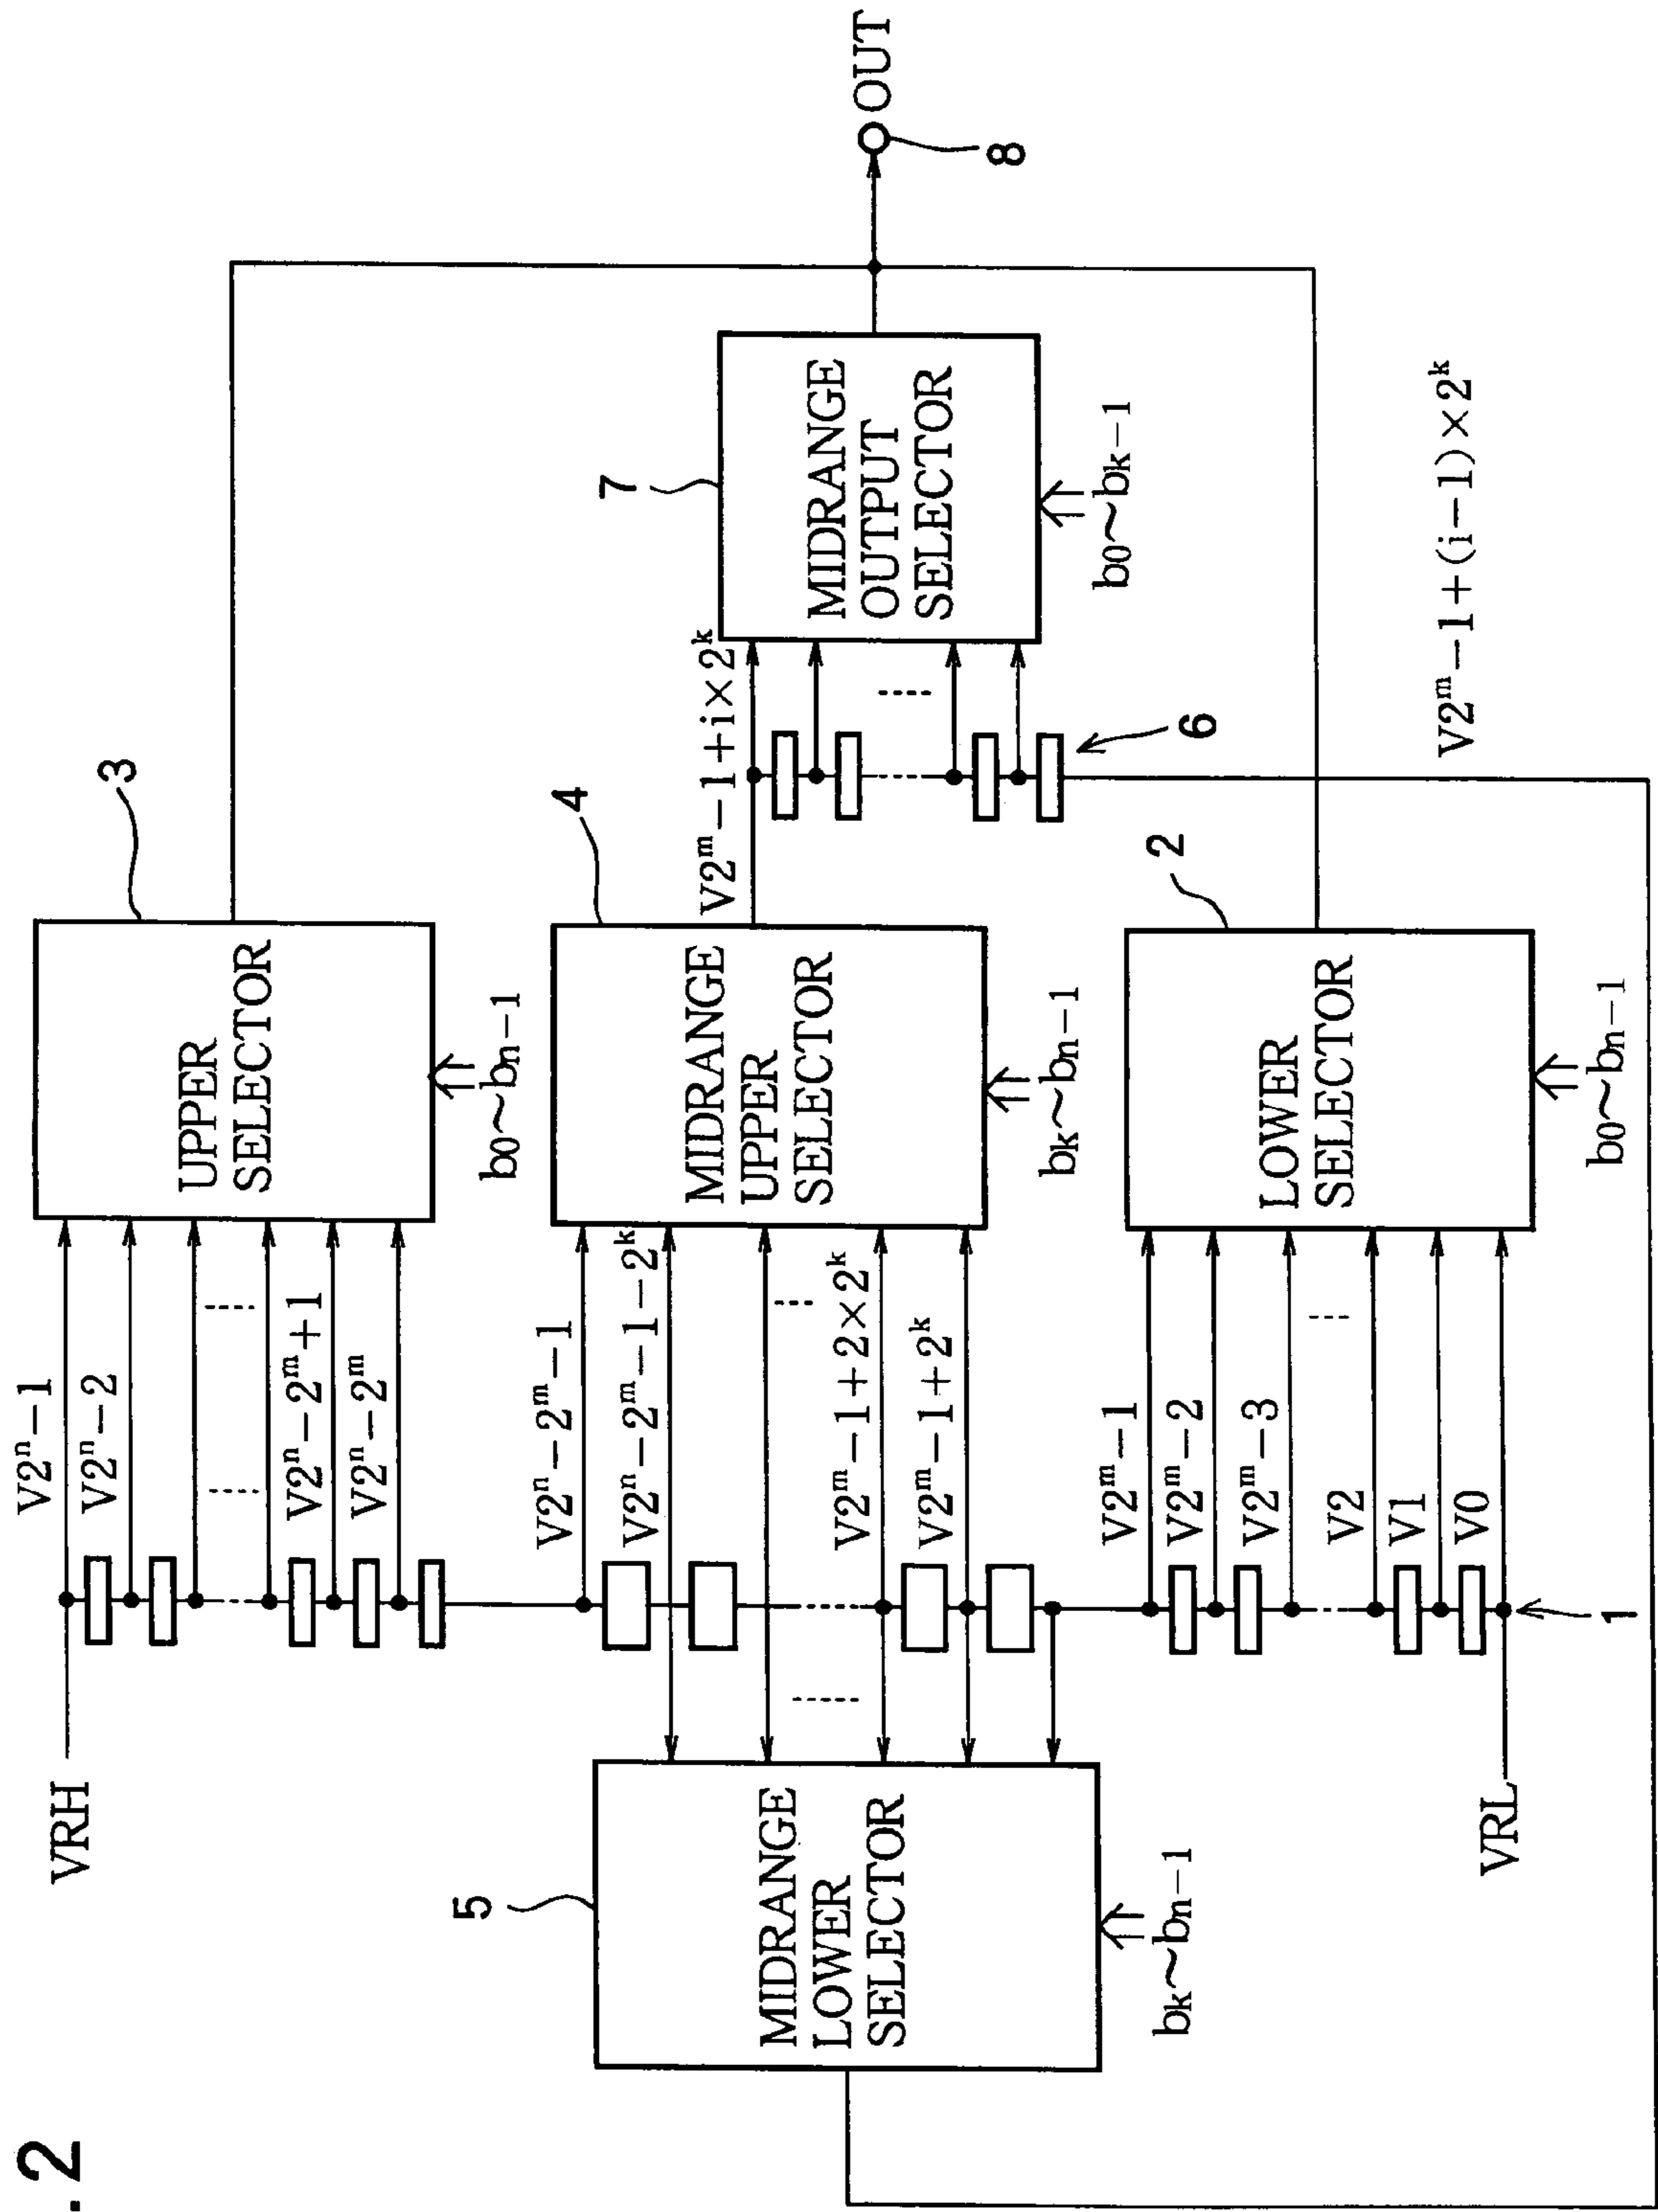 .2
VRH
V2ⁿ−1
V2ⁿ−2
V2ⁿ−2ᵐ+1
V2ⁿ−2ᵐ
UPPER
SELECTOR
3
b0~bn−1
5
MIDRANGE
LOWER
SELECTOR
bk~bn−1
V2ⁿ−2ᵐ−1
V2ⁿ−2ᵐ−1−2ᵏ
V2ᵐ−1+2×2ᵏ
V2ᵐ−1+2ᵏ
MIDRANGE
UPPER
SELECTOR
4
bk~bn−1
V2ᵐ−1+i×2ᵏ
6
7
MIDRANGE
OUTPUT
SELECTOR
b0~bk−1
OUT
8
V2ᵐ−1
V2ᵐ−2
V2ᵐ−3
V2
V1
V0
VRL
1
LOWER
SELECTOR
2
b0~bn−1
V2ᵐ−1+(i−1)×2ᵏ